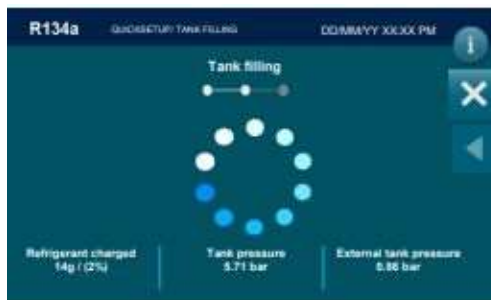 R134a
QUICKSETUP/ TANK FILLING
DD/MM/YY XX:XX PM
i
Tank filling
Refrigerant charged
14g / (2%)
Tank pressure
5.71 bar
External tank pressure
0.86 bar